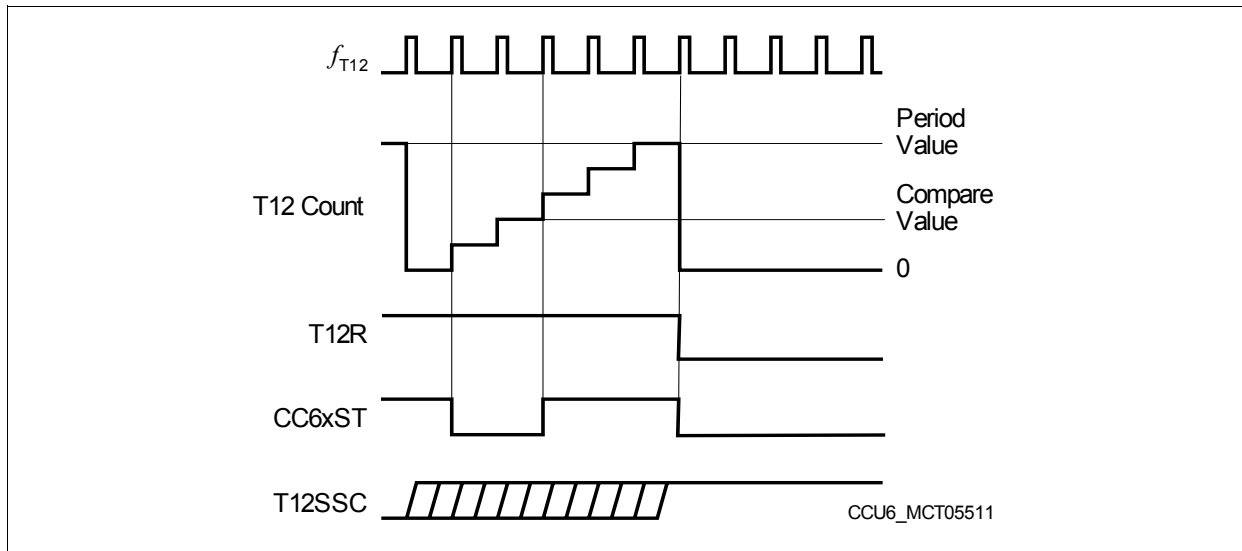 fT12
Period
Value
T12 Count
Compare
Value
0
T12R
CC6xST
T12SSC
CCU6_MCT05511